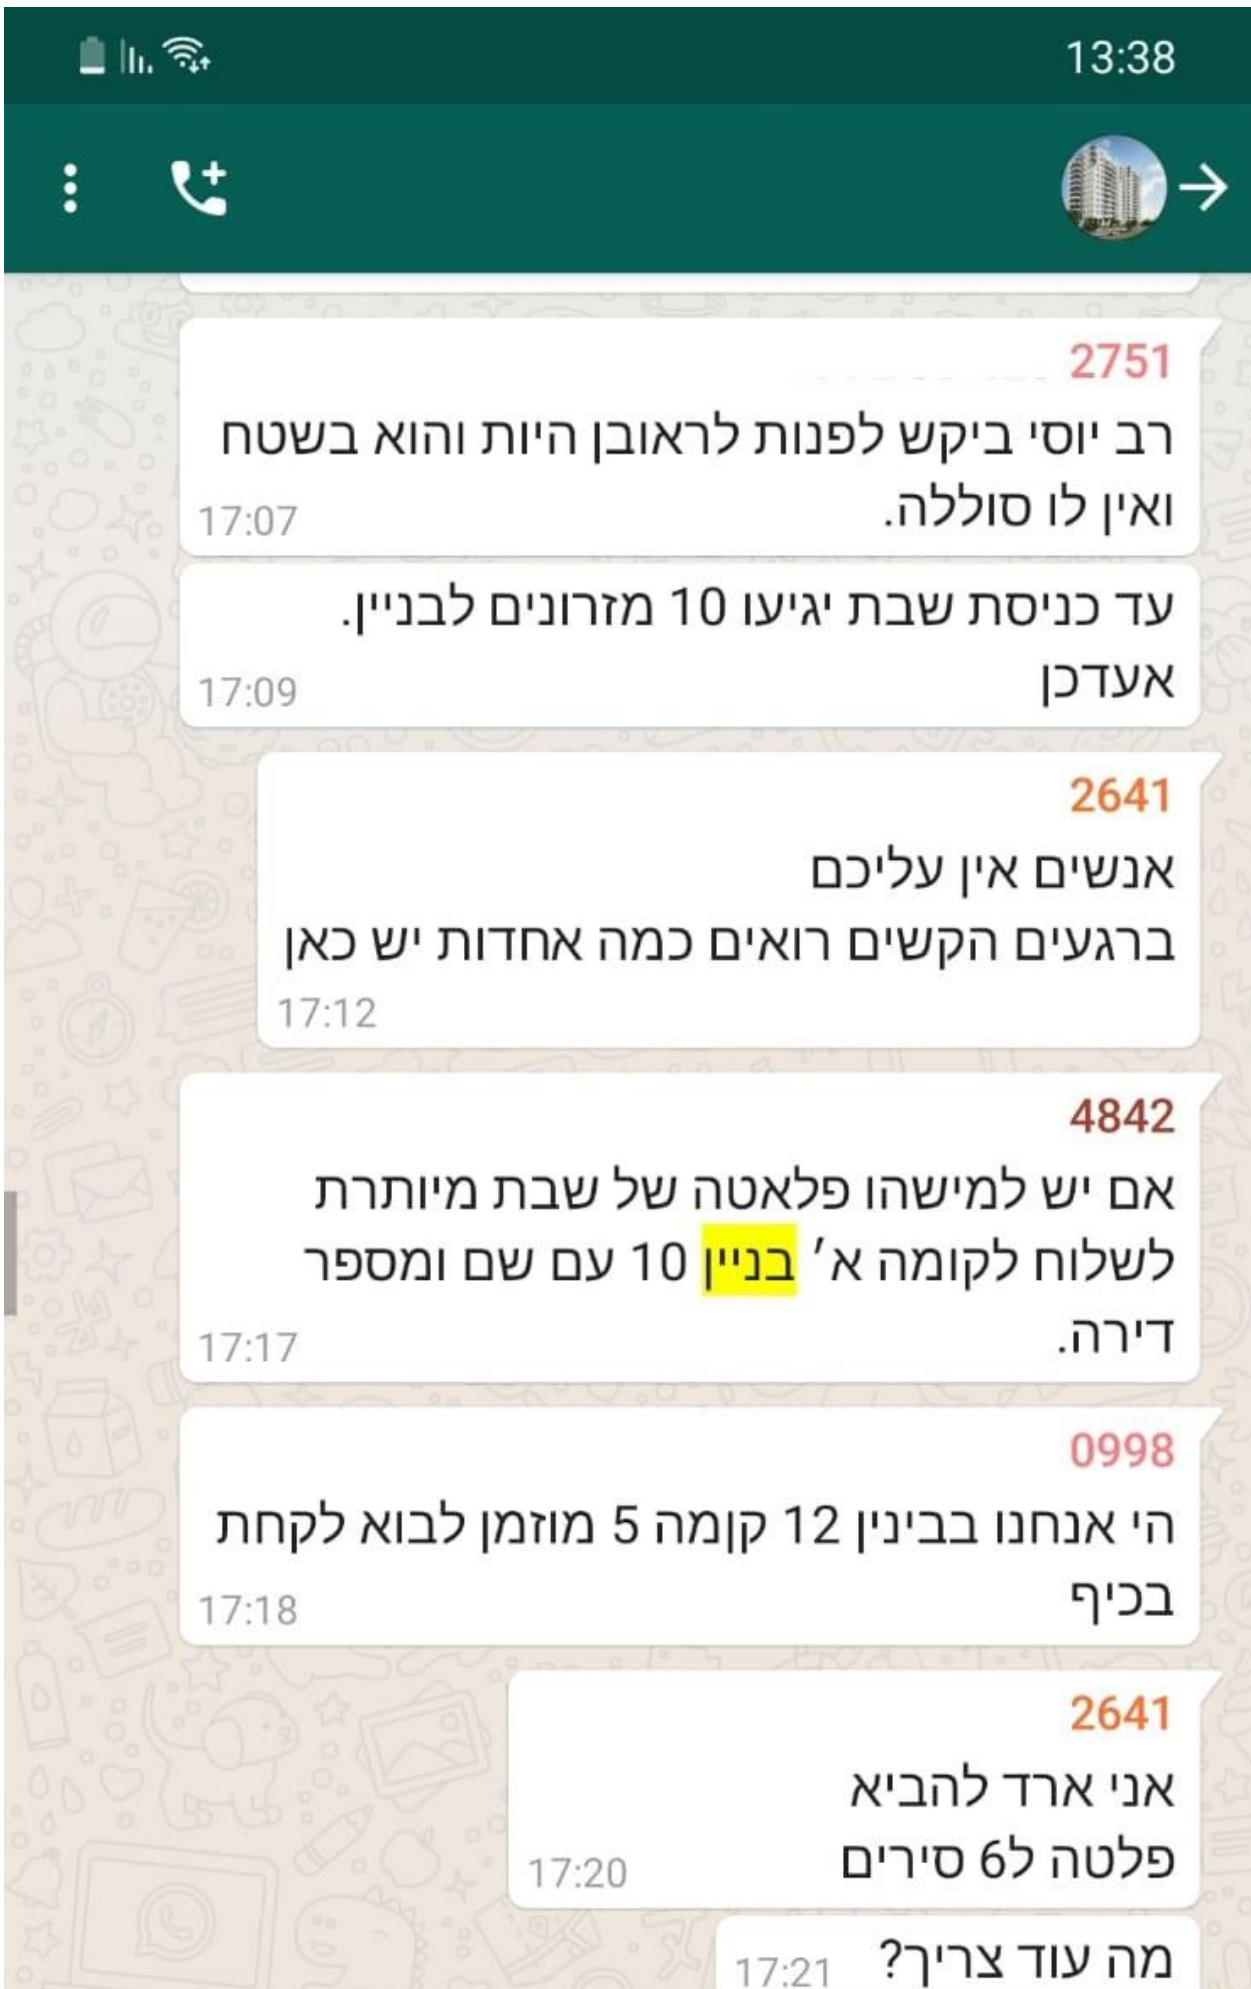 13:38
2751
רב יוסי ביקש לפנות לראובן היות והוא בשטח
ואין לו סוללה.
17:07
עד כניסת שבת יגיעו 10 מזרונים לבניין.
אעדכן
17:09
2641
אנשים אין עליכם
ברגעים הקשים רואים כמה אחדות יש כאן
17:12
4842
אם יש למישהו פלאטה של שבת מיותרת
לשלוח לקומה א׳ בניין 10 עם שם ומספר
דירה.
17:17
0998
הי אנחנו בבינין 12 קןמה 5 מוזמן לבוא לקחת
בכיף
17:18
2641
אני ארד להביא
פלטה ל6 סירים
17:20
מה עוד צריך?
17:21